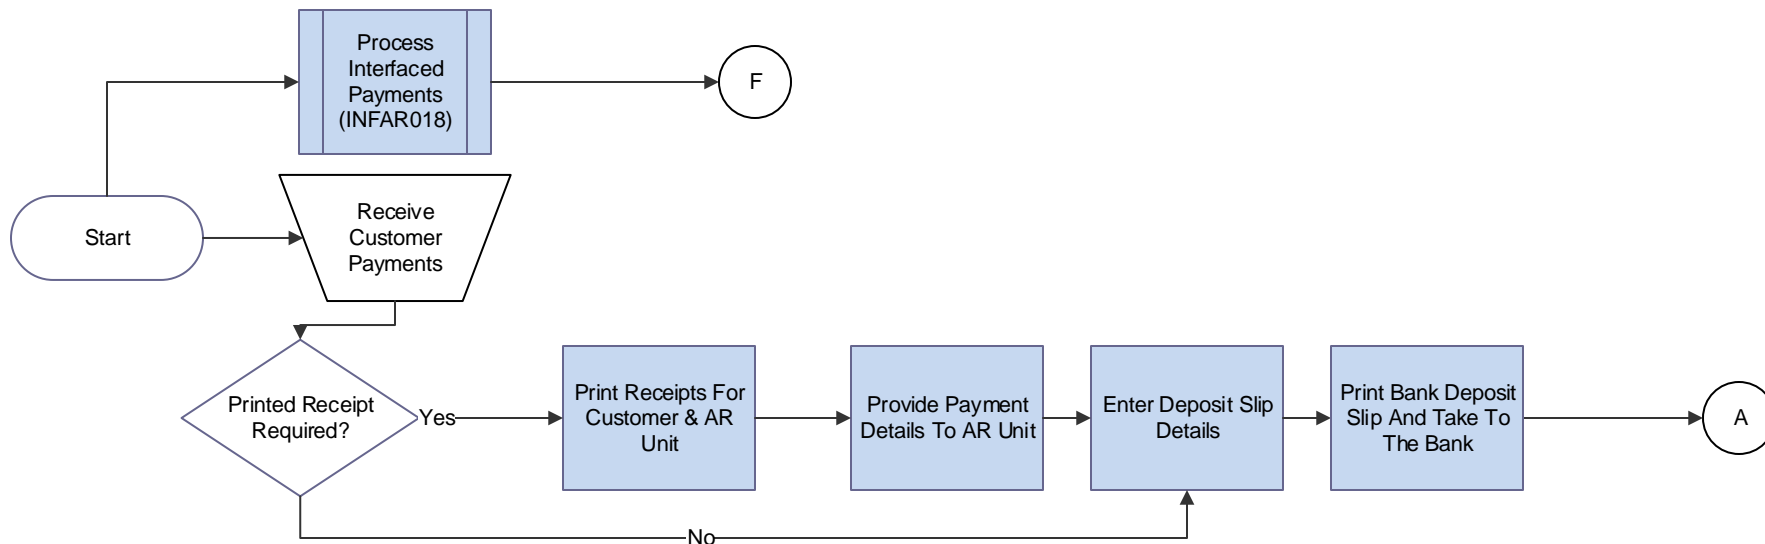 Process
Interfaced
Payments
(INFAR018)
F
Start
Receive
Customer
Payments
Printed Receipt
Required?
Yes
Print Receipts For
Customer & AR
Unit
Provide Payment
Details To AR Unit
Enter Deposit Slip
Details
Print Bank Deposit
Slip And Take To
The Bank
A
No